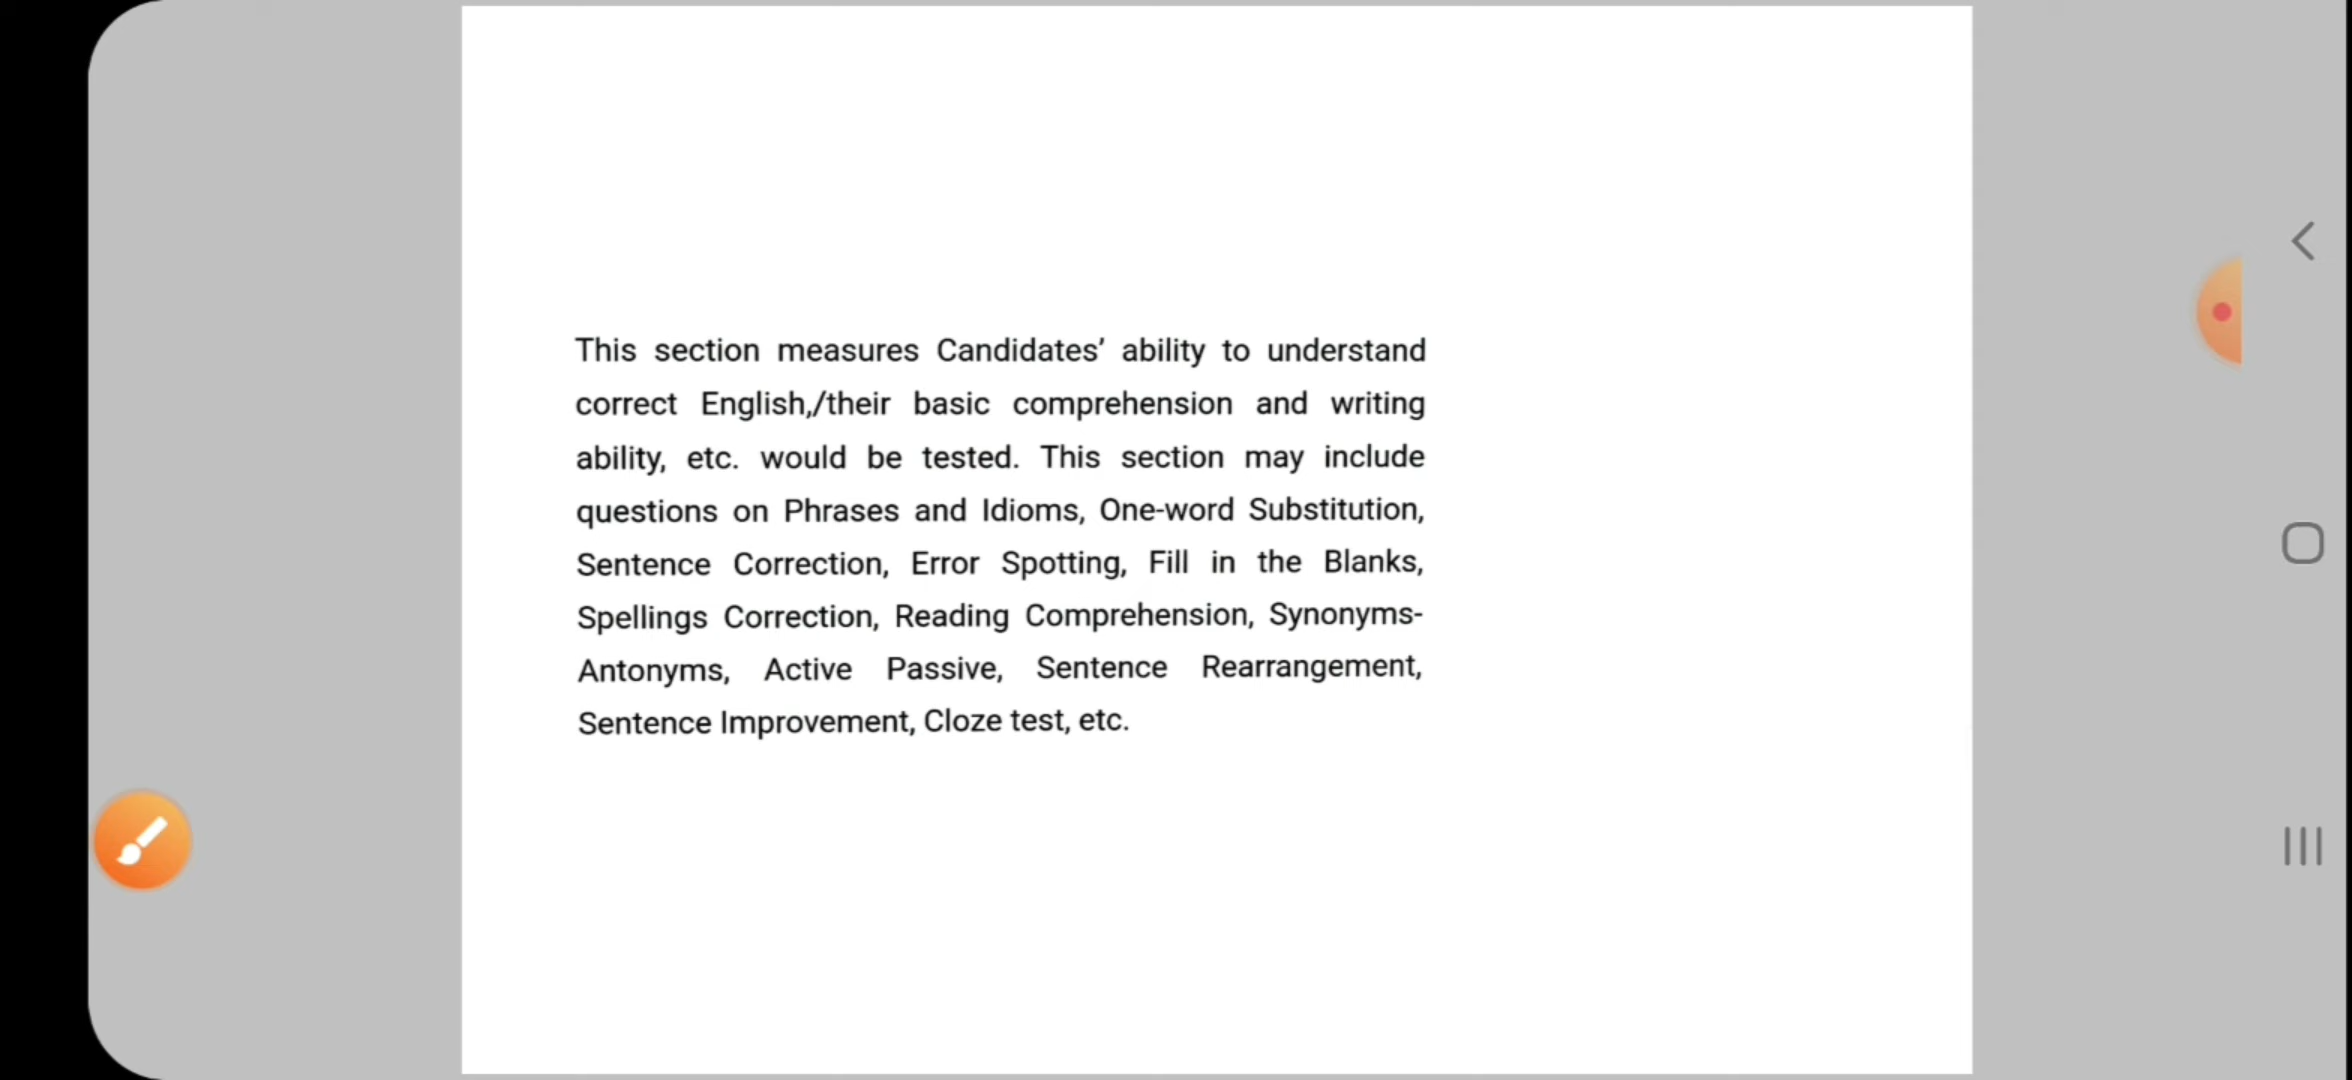 This section measures Candidates’ ability to understand
correct English,/their basic comprehension and writing
ability, etc. would be tested. This section may include
questions on Phrases and Idioms, One-word Substitution,
Sentence Correction, Error Spotting, Fill in the Blanks,
Spellings Correction, Reading Comprehension, Synonyms-
Antonyms, Active Passive, Sentence Rearrangement,
Sentence Improvement, Cloze test, etc.